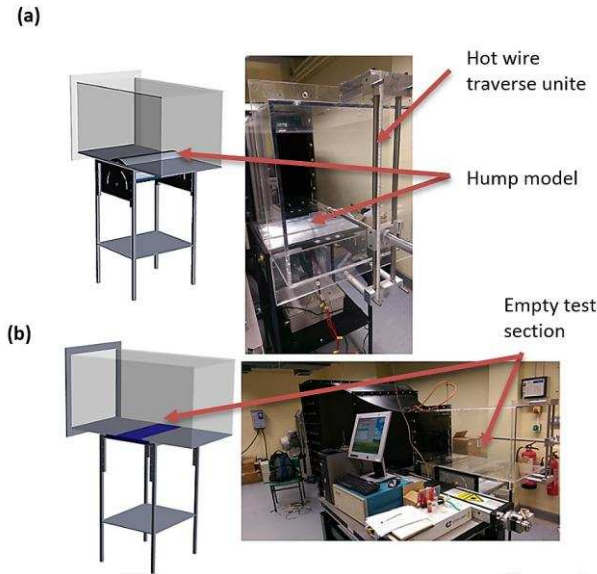 (a)
Hot wire
traverse unite
Hump model
Empty test
section
(b)